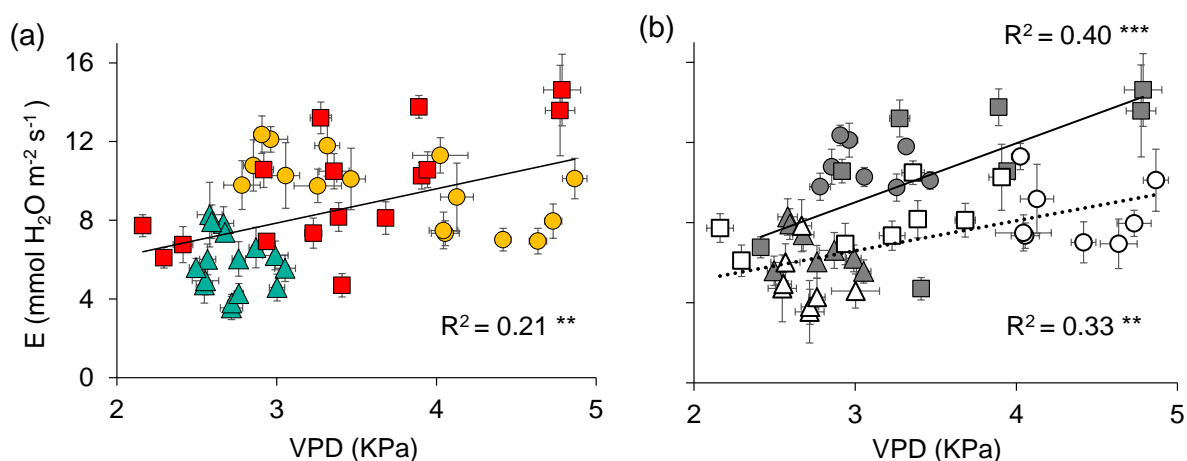 (a)
E (mmol H₂O m⁻² s⁻¹)
16
12
8
4
0
R² = 0.21 **
2
3
4
5
VPD (KPa)
(b)
R² = 0.40 ***
R² = 0.33 **
2
3
4
5
VPD (KPa)